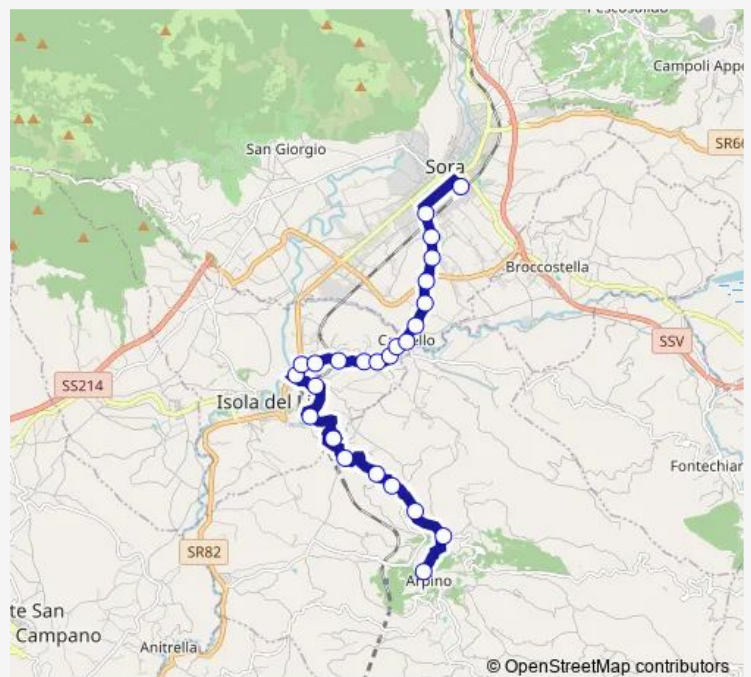 Campoli Appe
San Giorgio
SR66
Sora
Broccostella
C
ello
SSV
SS214
Isola del
Fontechiar
SR82
Arpino
te San
Campano
Anitrella
© OpenStreetMap contributors